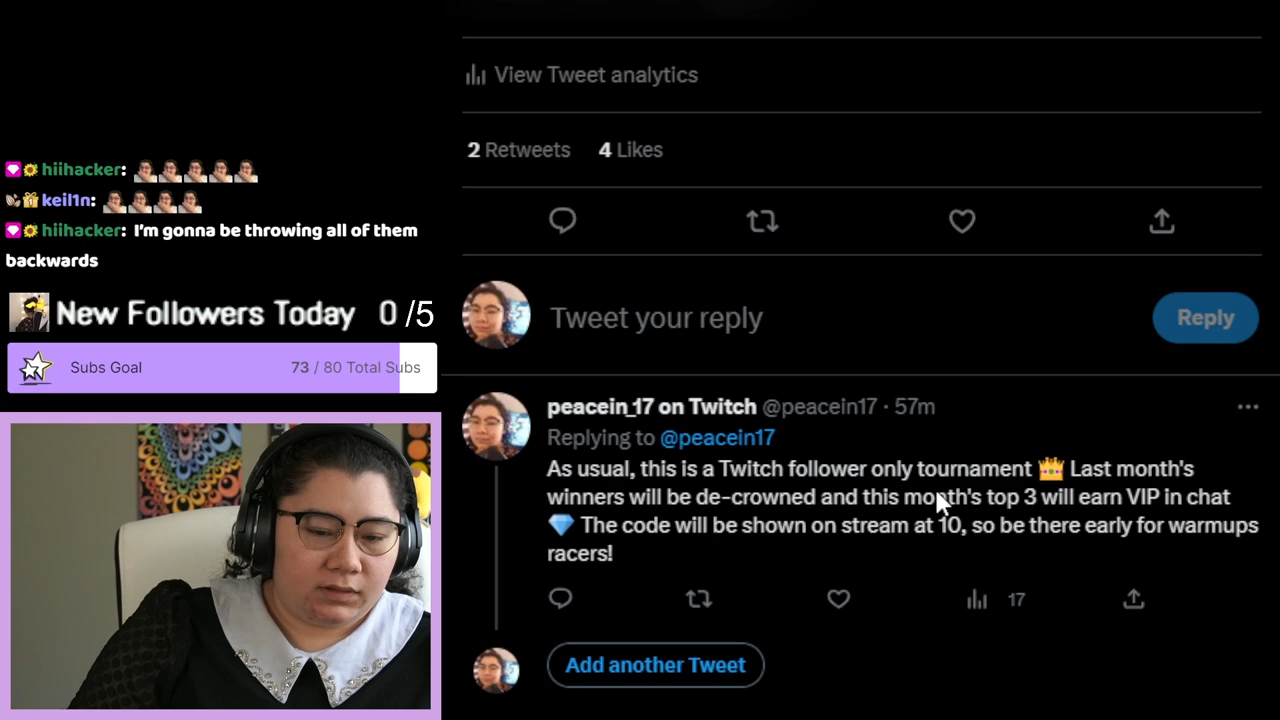 View Tweet analytics
2 Retweets 4 Likes
hiihacker:
keil1n:
hiihacker: I'm gonna be throwing all of them
backwards
New Followers Today 0 /5
Subs Goal 73 / 80 Total Subs
Tweet your reply
Reply
peacein_17 on Twitch @peacein17 · 57m
Replying to @peacein17
As usual, this is a Twitch follower only tournament 👑 Last month's
winners will be de-crowned and this month's top 3 will earn VIP in chat
💎 The code will be shown on stream at 10, so be there early for warmups
racers!
17
Add another Tweet